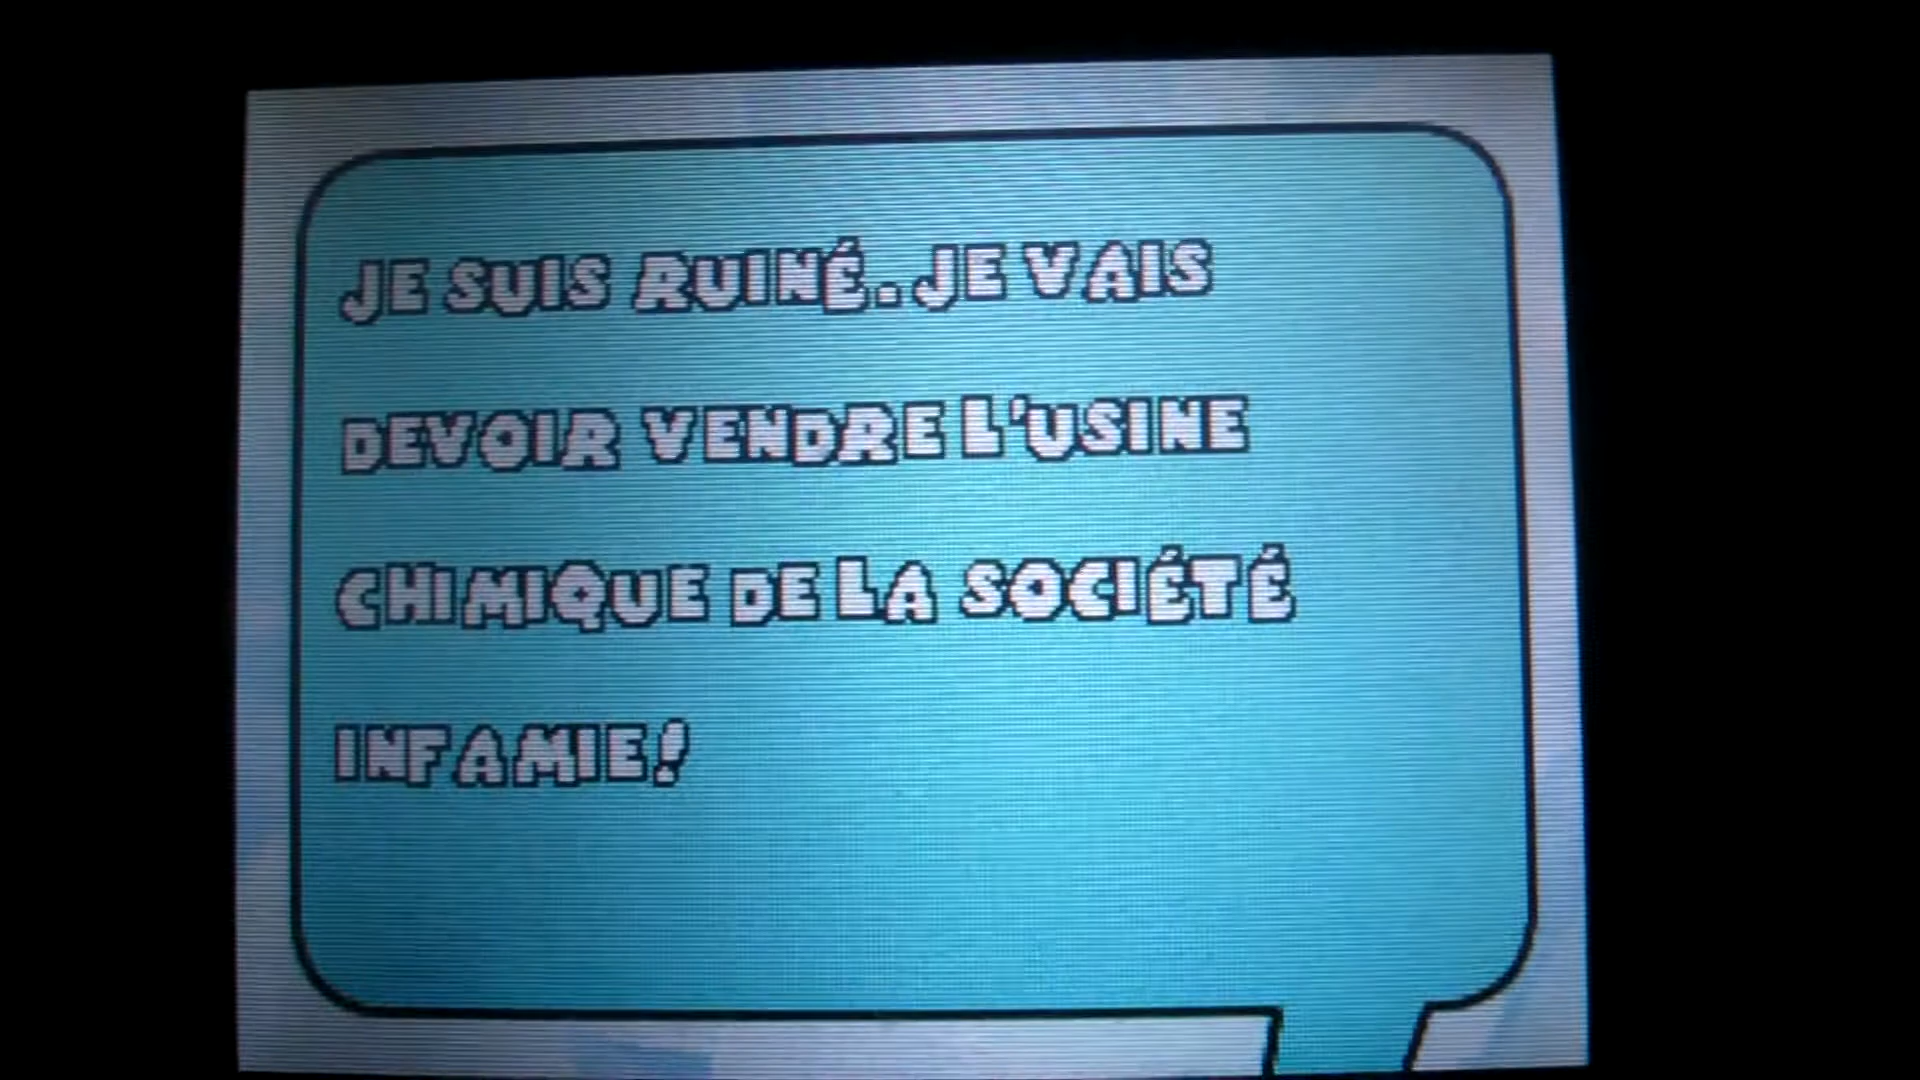 JE SUIS RUINÉ. JE VAIS
DEVOIR VENDRE L'USINE
CHIMIQUE DE LA SOCIÉTÉ
INFAMIE!